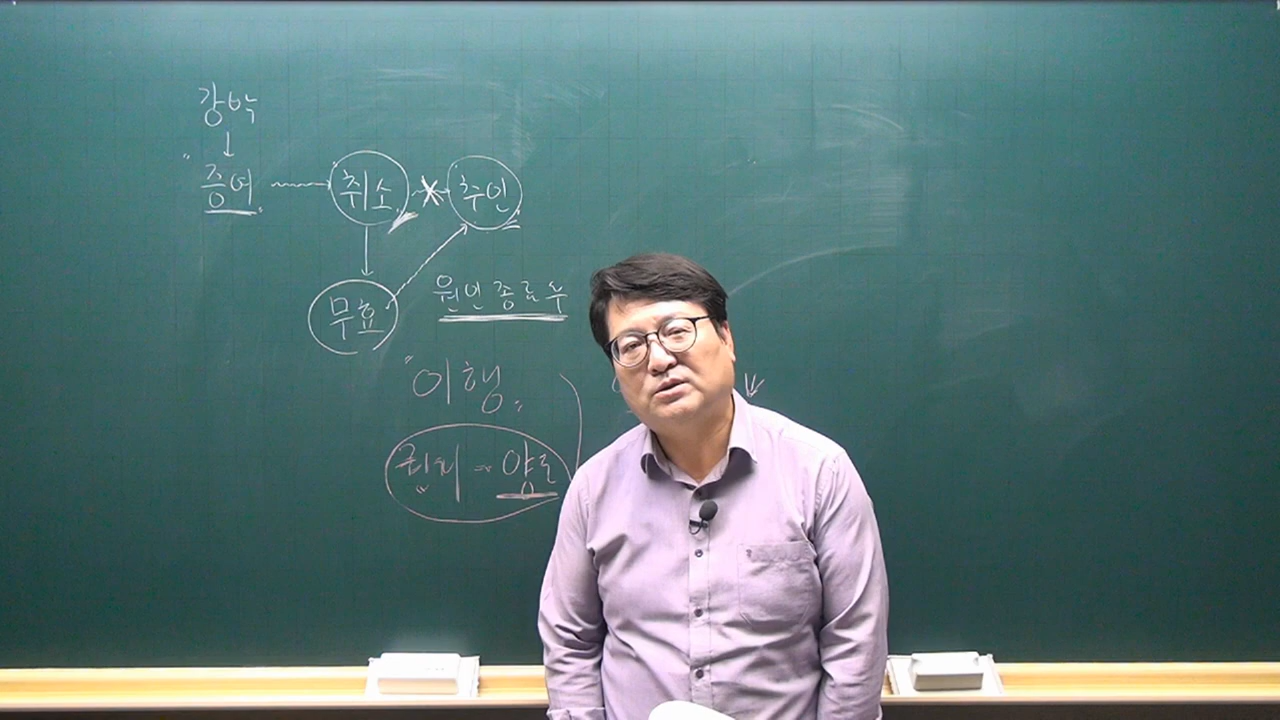 강박
↓
"증여" → 취소 추인
무효
원인 종료 후
"이행"
권리 → 양도